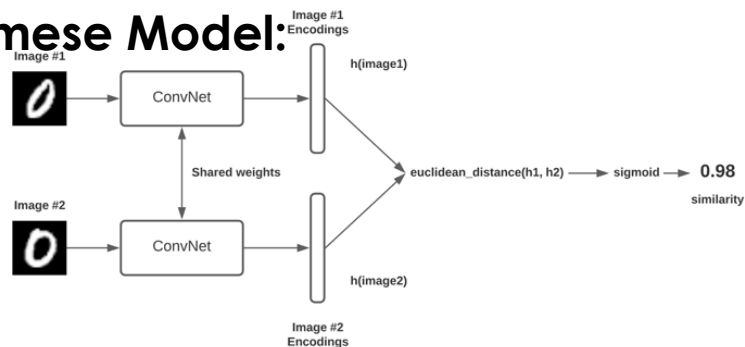 mese Model:
Image #1
Encodings
Image #1
h(image1)
ConvNet
euclidean_distance(h1, h2)
sigmoid
0.98
similarity
Shared weights
Image #2
ConvNet
h(image2)
Image #2
Encodings